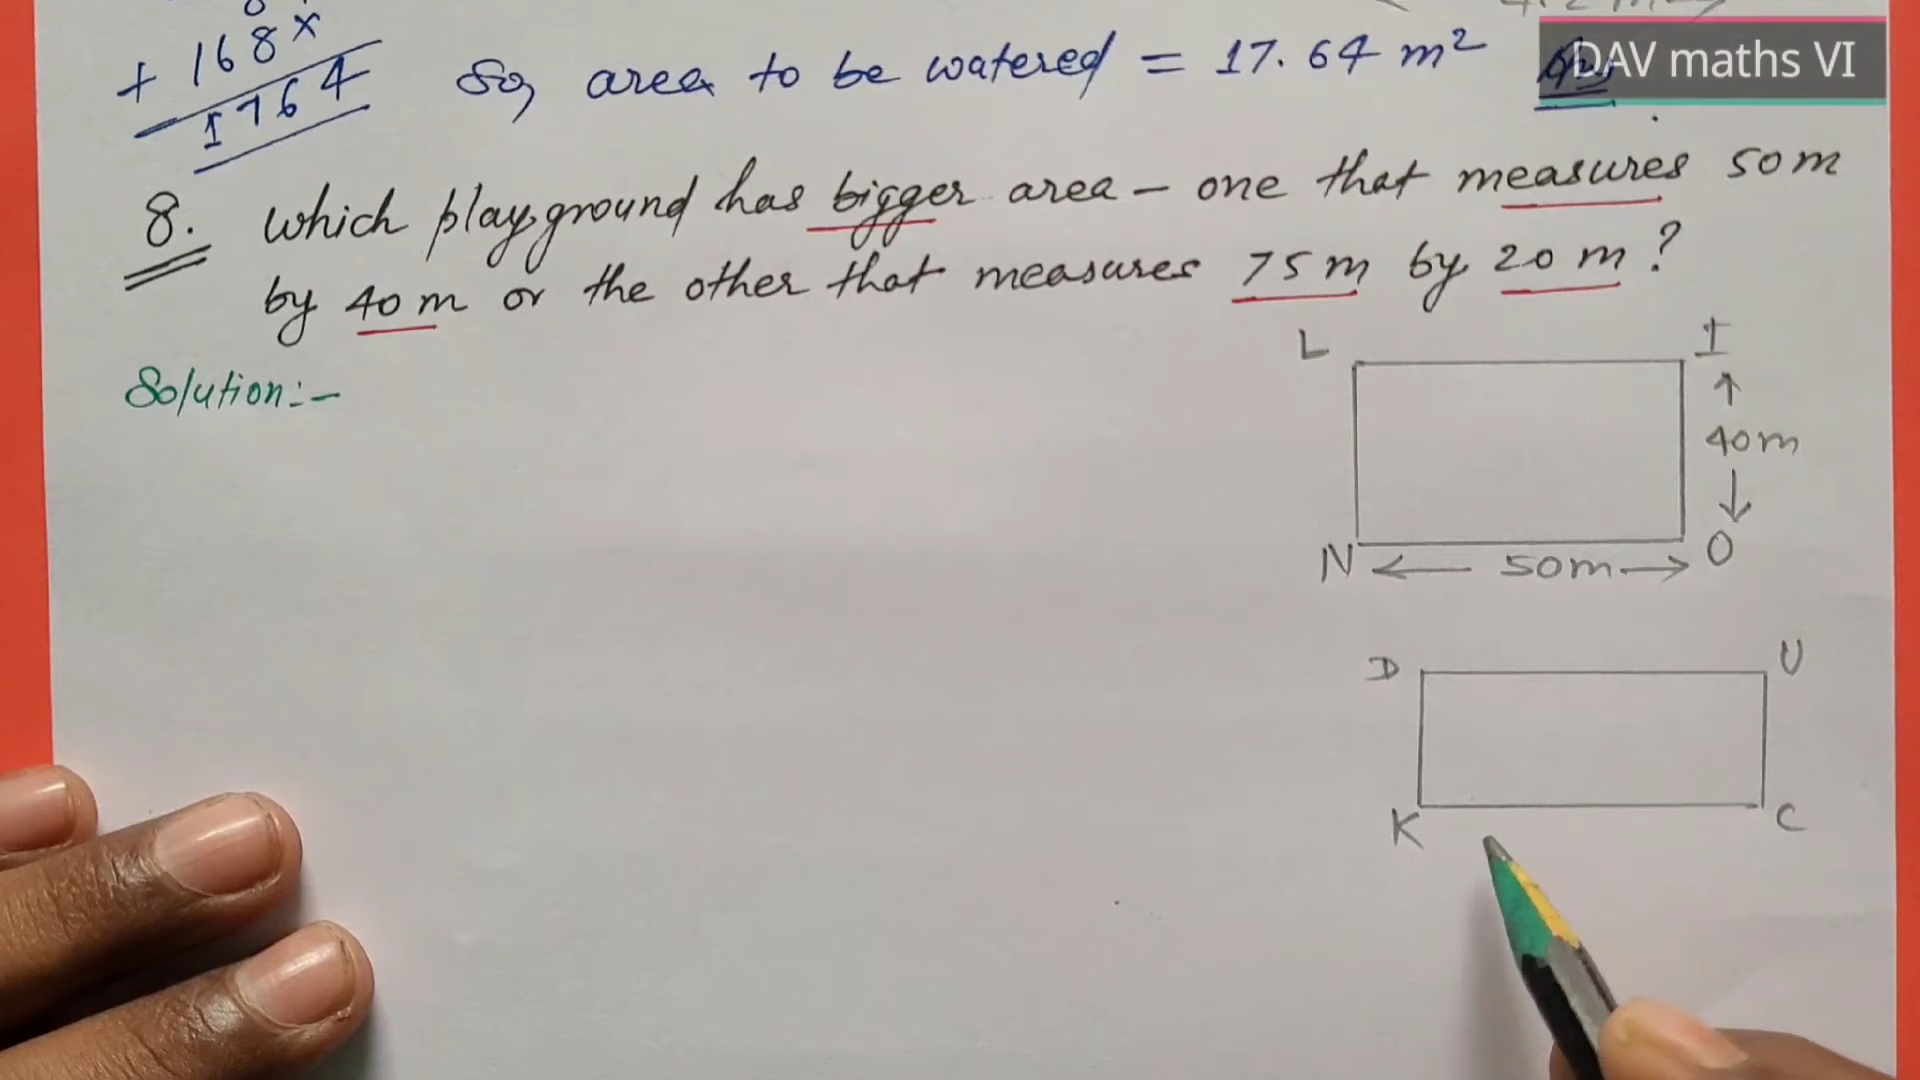 + 168x
1764
So, area to be watered = 17.64 m²
DAV maths VI
8. Which playground has bigger area - one that measures 50m
by 40 m or the other that measures 75 m by 20 m ?
Solution:-
L I
40m
N 50m O
D U
K C